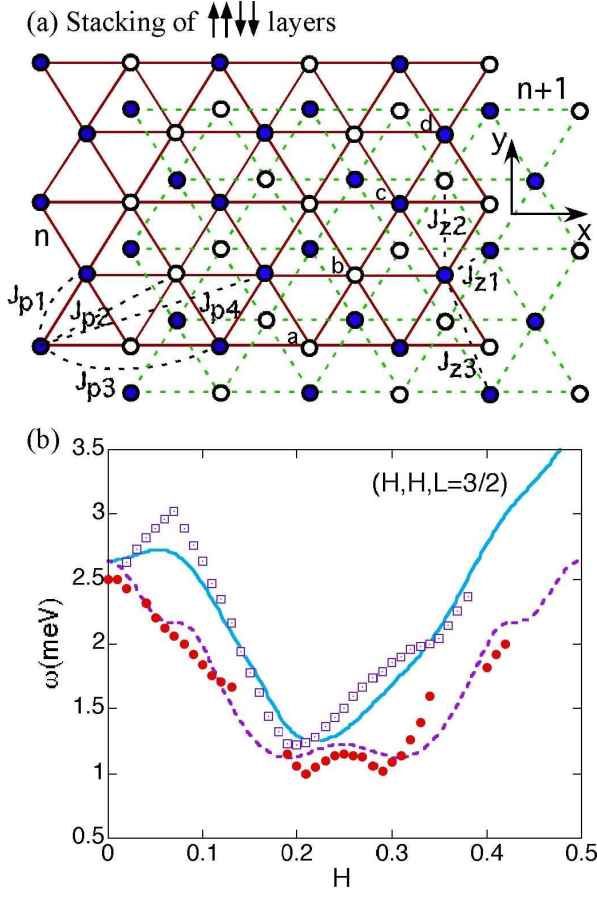 (a) Stacking of ↑↑↓↓ layers
n+1
d
y
c
J_z2
x
n
b
J_z1
J_p1
J_p2
J_p4
a
J_z3
J_p3
(b)
3.5
(H,H,L=3/2)
3
2.5
ω(meV)
2
1.5
1
0.5
0
0.1
0.2
0.3
0.4
0.5
H